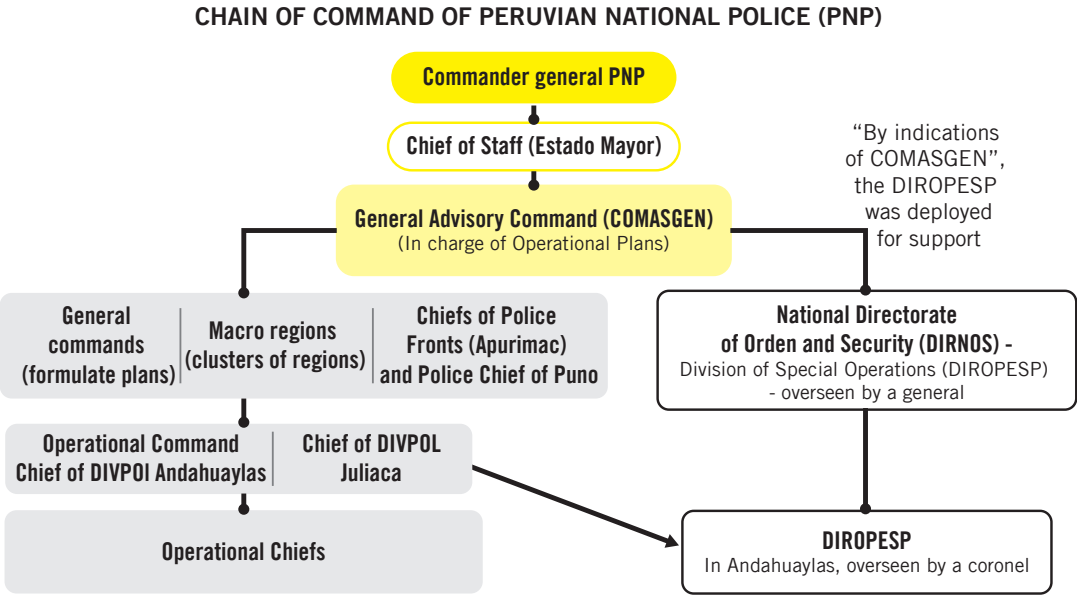 CHAIN OF COMMAND OF PERUVIAN NATIONAL POLICE (PNP)
Commander general PNP
Chief of Staff (Estado Mayor)
General Advisory Command (COMASGEN)
(In charge of Operational Plans)
“By indications
of COMASGEN”,
the DIROPESP
was deployed
for support
General
commands
(formulate plans)
Macro regions
(clusters of regions)
Chiefs of Police
Fronts (Apurimac)
and Police Chief of Puno
National Directorate
of Orden and Security (DIRNOS) -
Division of Special Operations (DIROPESP)
- overseen by a general
Operational Command
Chief of DIVPOl Andahuaylas
Chief of DIVPOL
Juliaca
Operational Chiefs
DIROPESP
In Andahuaylas, overseen by a coronel